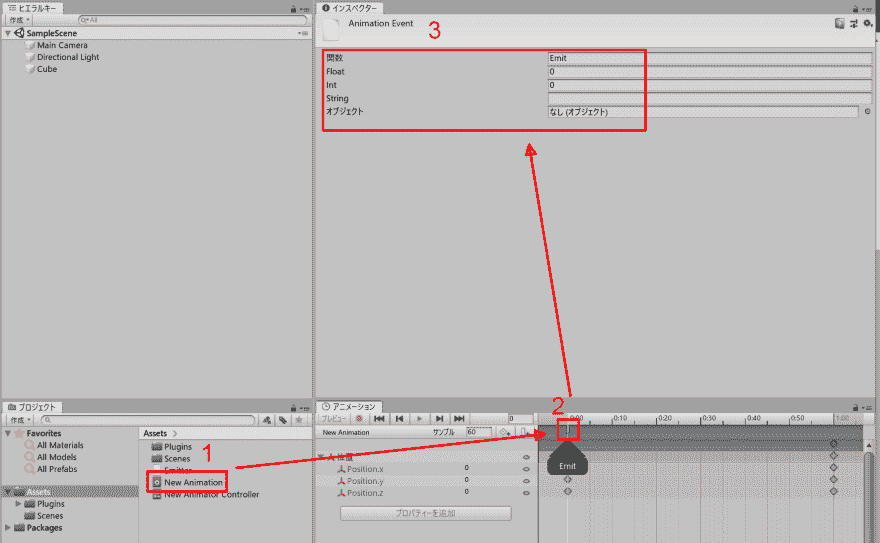 ヒエラルキー
作成
All
SampleScene
Main Camera
Directional Light
Cube
インスペクター
Animation Event
3
関数 Emit
Float 0
Int 0
String
オブジェクト なし (オブジェクト)
プロジェクト
作成
Favorites
All Materials
All Models
All Prefabs
Assets
Plugins
Scenes
Packages
Assets
1
Plugins
Scenes
Emitter
New Animation
New Animator Controller
アニメーション
プレビュー 0
New Animation サンプル 60
2
0:00 0:10 0:20 0:30 0:40 0:50 1:00
Emit
位置
Position.x 0
Position.y 0
Position.z 0
プロパティーを追加